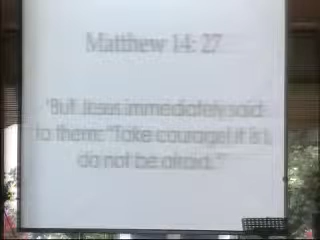 Matthew 14: 27
"But Jesus immediately said
to them: "Take courage! It is I,
do not be afraid.""